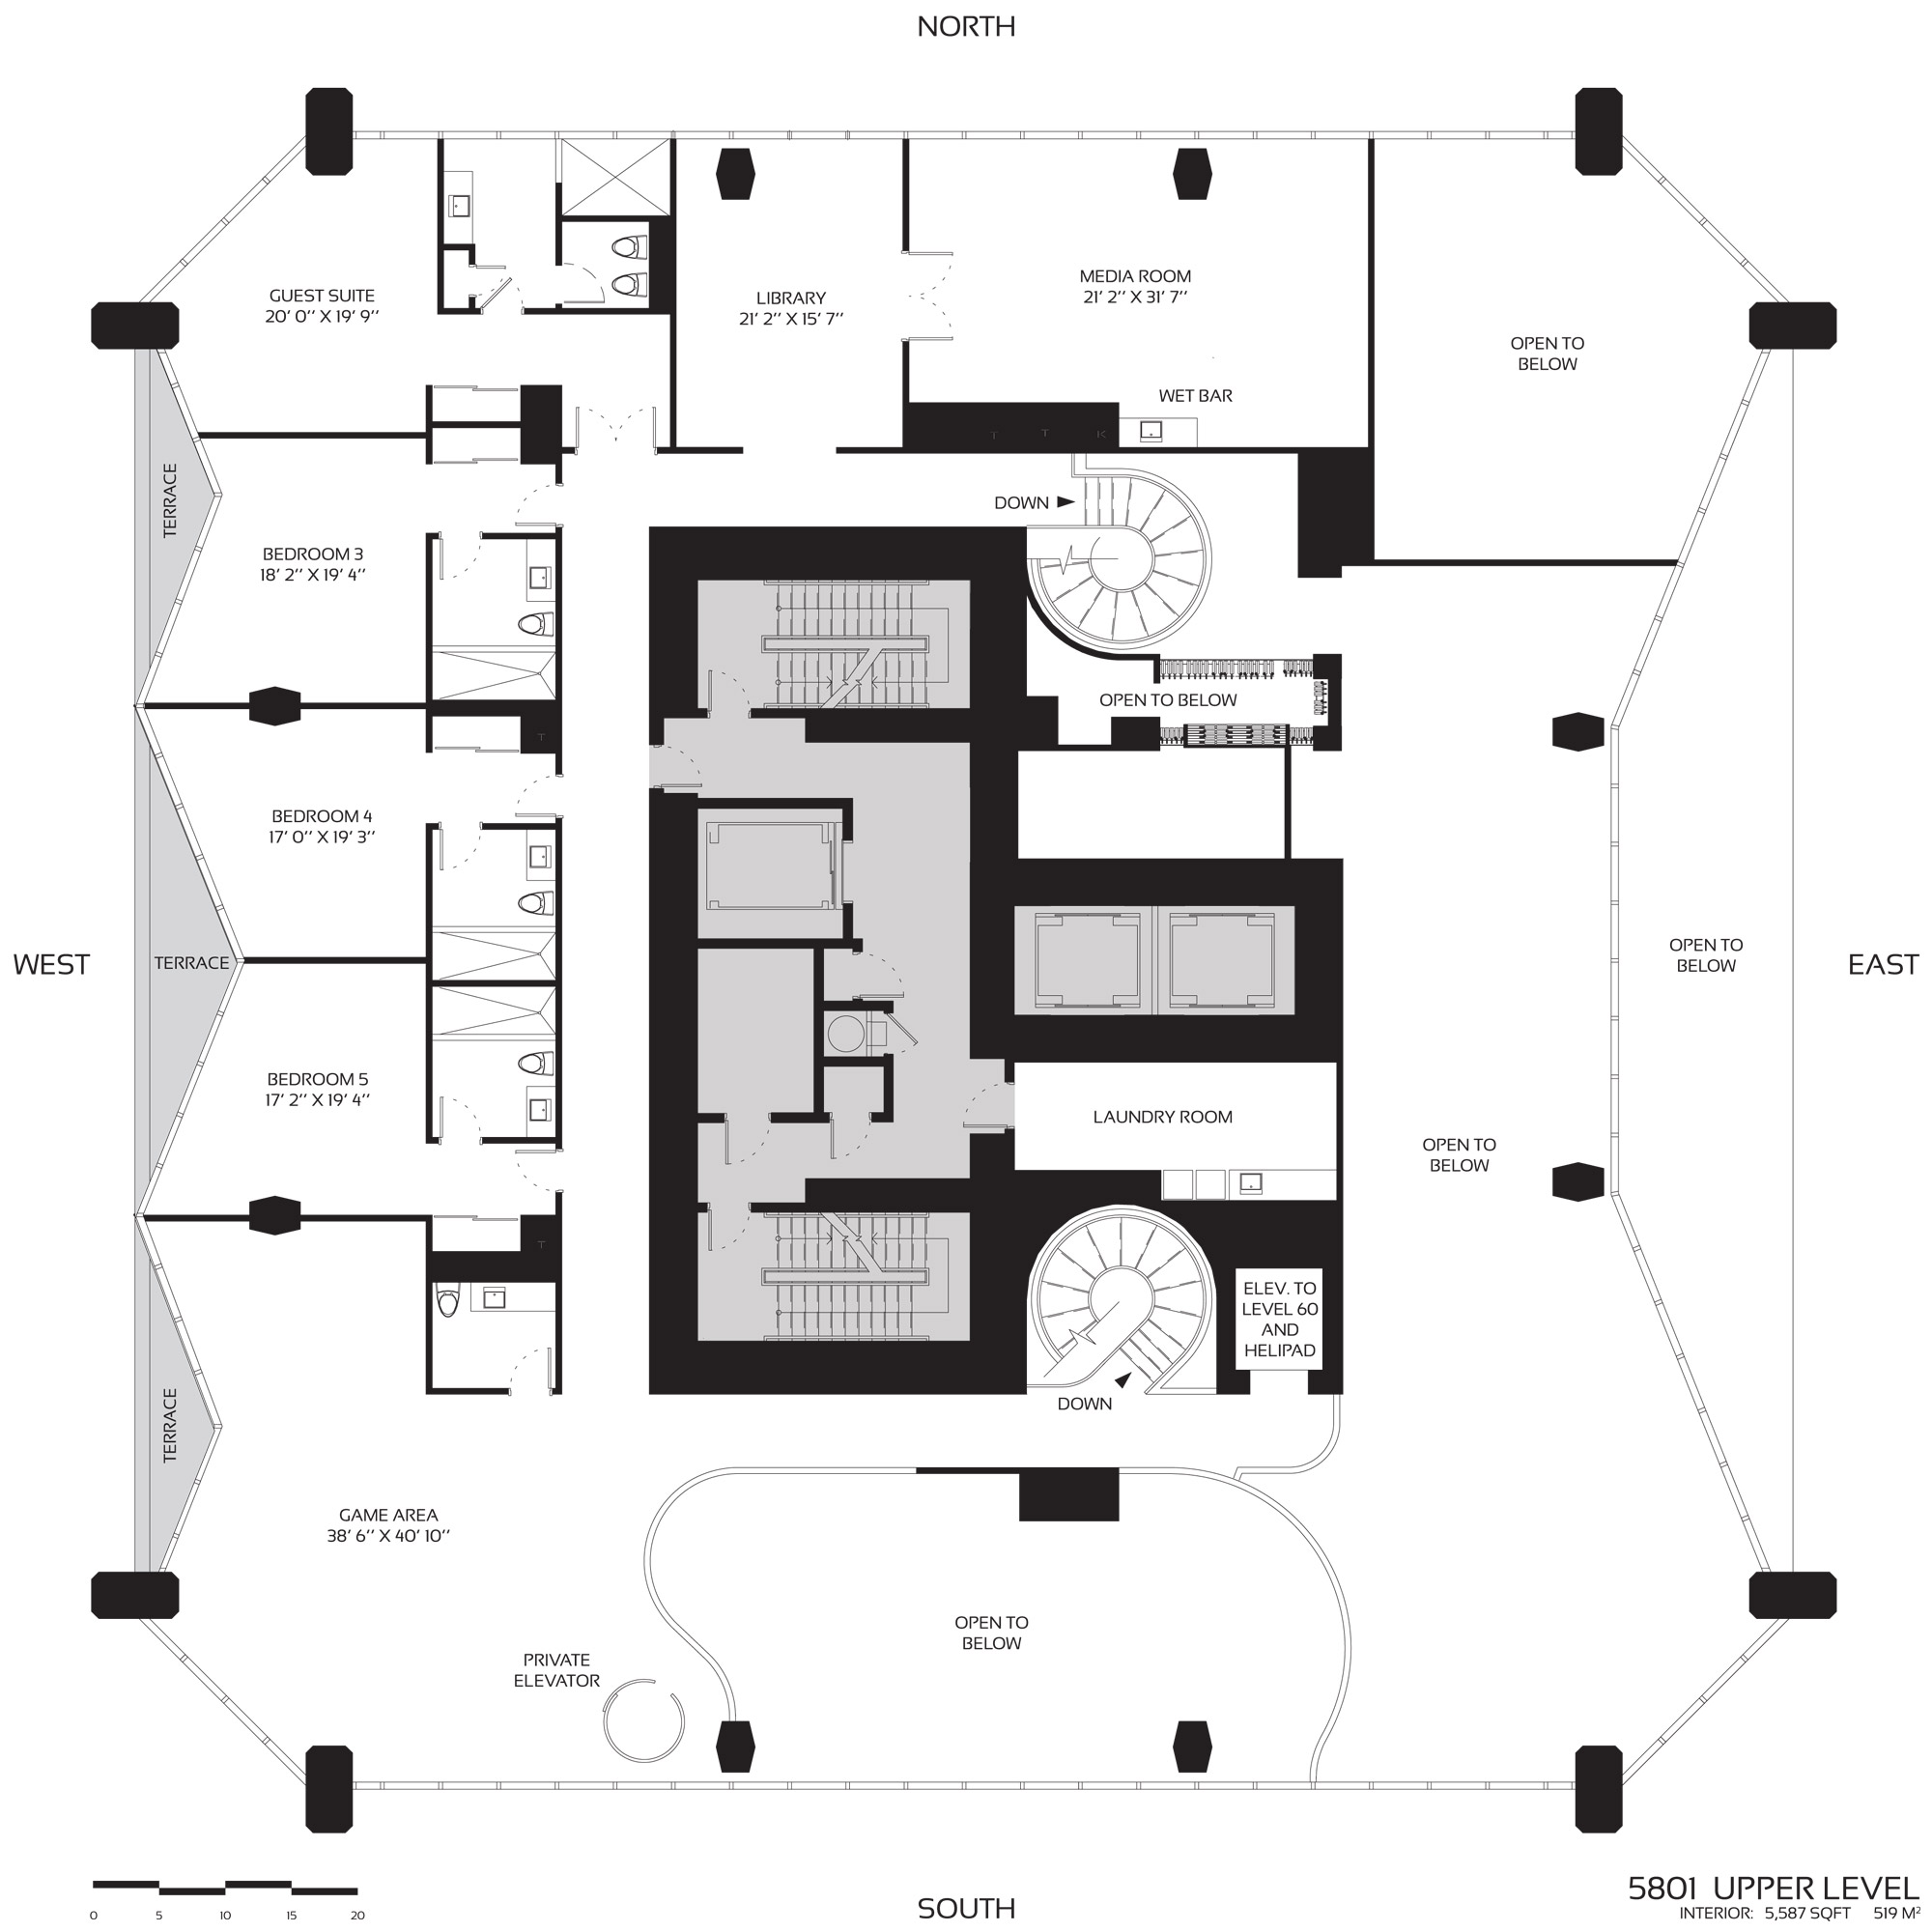 NORTH
GUEST SUITE
20' 0'' X 19' 9''
LIBRARY
21' 2'' X 15' 7''
MEDIA ROOM
21' 2'' X 31' 7''
WET BAR
OPEN TO
BELOW
T T K
TERRACE
DOWN
BEDROOM 3
18' 2'' X 19' 4''
OPEN TO BELOW
T
BEDROOM 4
17' 0'' X 19' 3''
WEST
TERRACE
OPEN TO
BELOW
EAST
BEDROOM 5
17' 2'' X 19' 4''
LAUNDRY ROOM
OPEN TO
BELOW
T
ELEV. TO
LEVEL 60
AND
HELIPAD
DOWN
TERRACE
GAME AREA
38' 6'' X 40' 10''
OPEN TO
BELOW
PRIVATE
ELEVATOR
0 5 10 15 20
SOUTH
5801 UPPER LEVEL
INTERIOR: 5,587 SQFT 519 M²